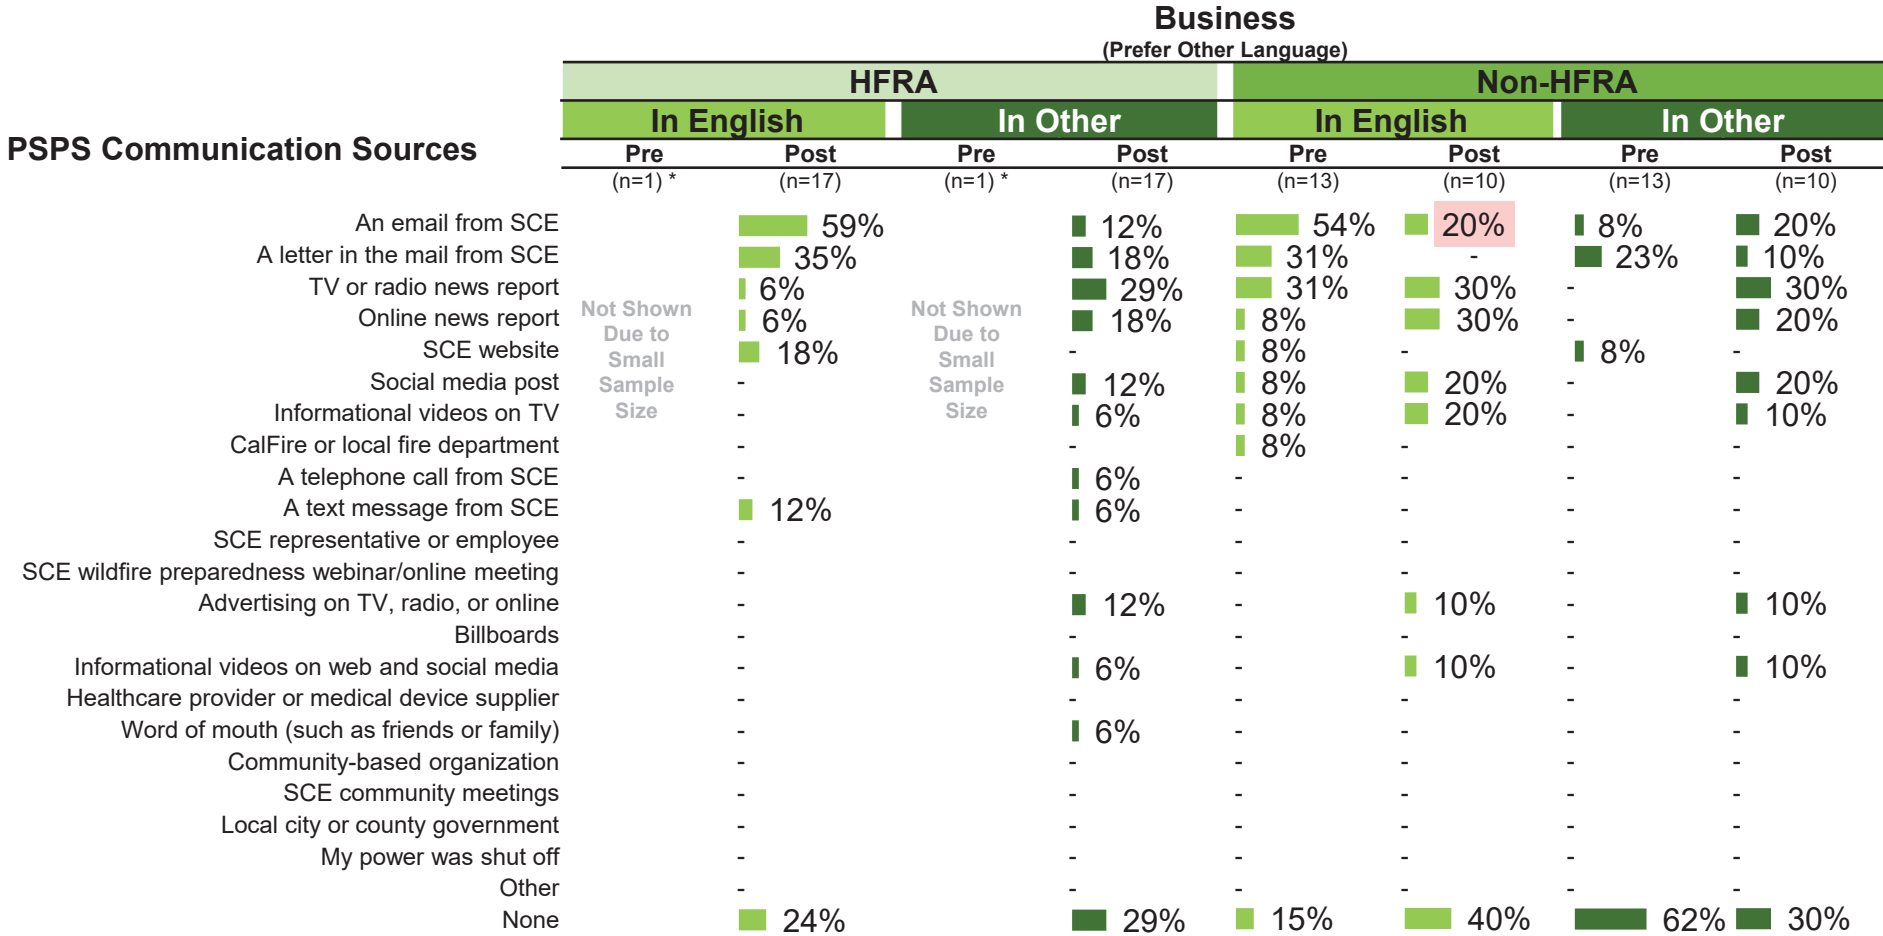 Business
(Prefer Other Language)
HFRA Non-HFRA
In English In Other In English In Other
PSPS Communication Sources
Pre Post Pre Post Pre Post Pre Post
(n=1) * (n=17) (n=1) * (n=17) (n=13) (n=10) (n=13) (n=10)
An email from SCE 59% 12% 54% 20% 8% 20%
A letter in the mail from SCE 35% 18% 31% - 23% 10%
TV or radio news report 6% 29% 31% 30% - 30%
Online news report 6% 18% 8% 30% - 20%
SCE website 18% - 8% - 8% -
Social media post - 12% 8% 20% - 20%
Informational videos on TV - 6% 8% 20% - 10%
Not Shown
Due to
Small
Sample
Size
Not Shown
Due to
Small
Sample
Size
CalFire or local fire department - - 8% - - -
A telephone call from SCE - 6% - - - -
A text message from SCE 12% 6% - - - -
SCE representative or employee - - - - - -
SCE wildfire preparedness webinar/online meeting - - - - - -
Advertising on TV, radio, or online - 12% - 10% - 10%
Billboards - - - - - -
Informational videos on web and social media - 6% - 10% - 10%
Healthcare provider or medical device supplier - - - - - -
Word of mouth (such as friends or family) - 6% - - - -
Community-based organization - - - - - -
SCE community meetings - - - - - -
Local city or county government - - - - - -
My power was shut off - - - - - -
Other - - - - - -
None 24% 29% 15% 40% 62% 30%